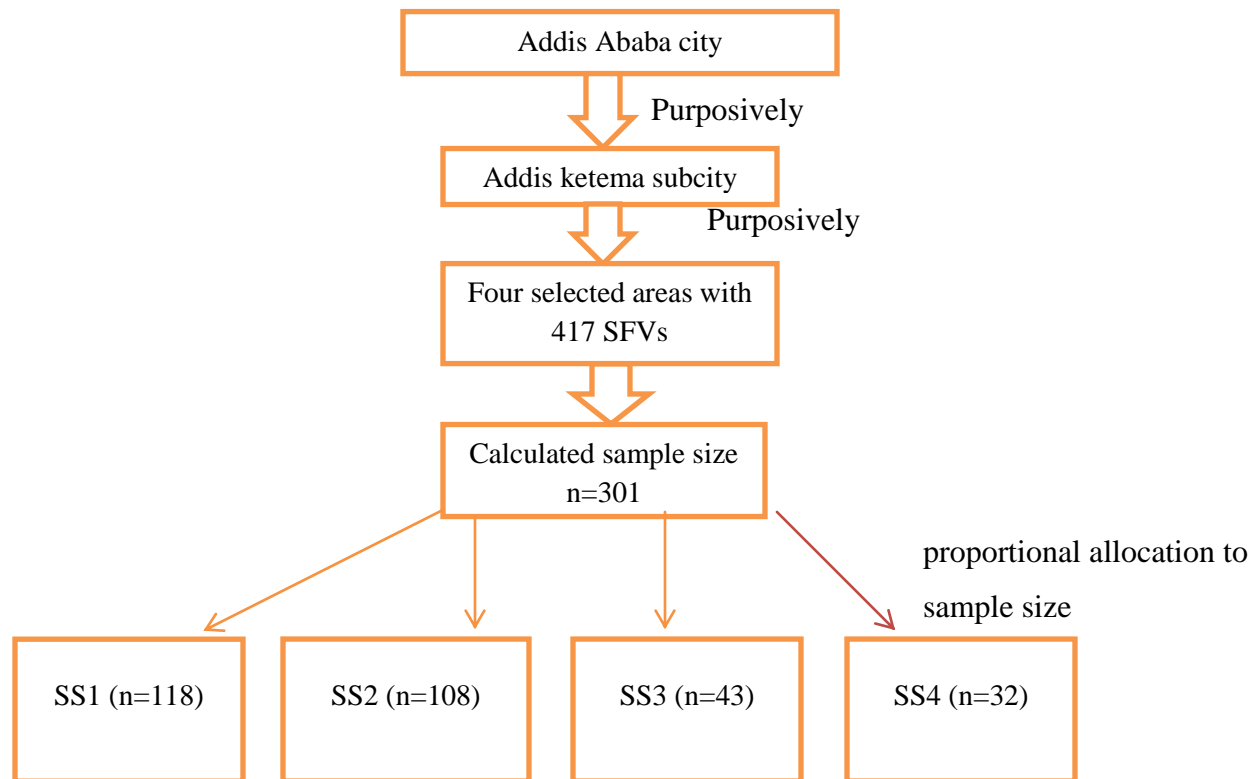 Addis Ababa city
Purposively
Addis ketema subcity
Purposively
Four selected areas with
417 SFVs
Calculated sample size
n=301
proportional allocation to
sample size
SS1 (n=118)
SS2 (n=108)
SS3 (n=43)
SS4 (n=32)